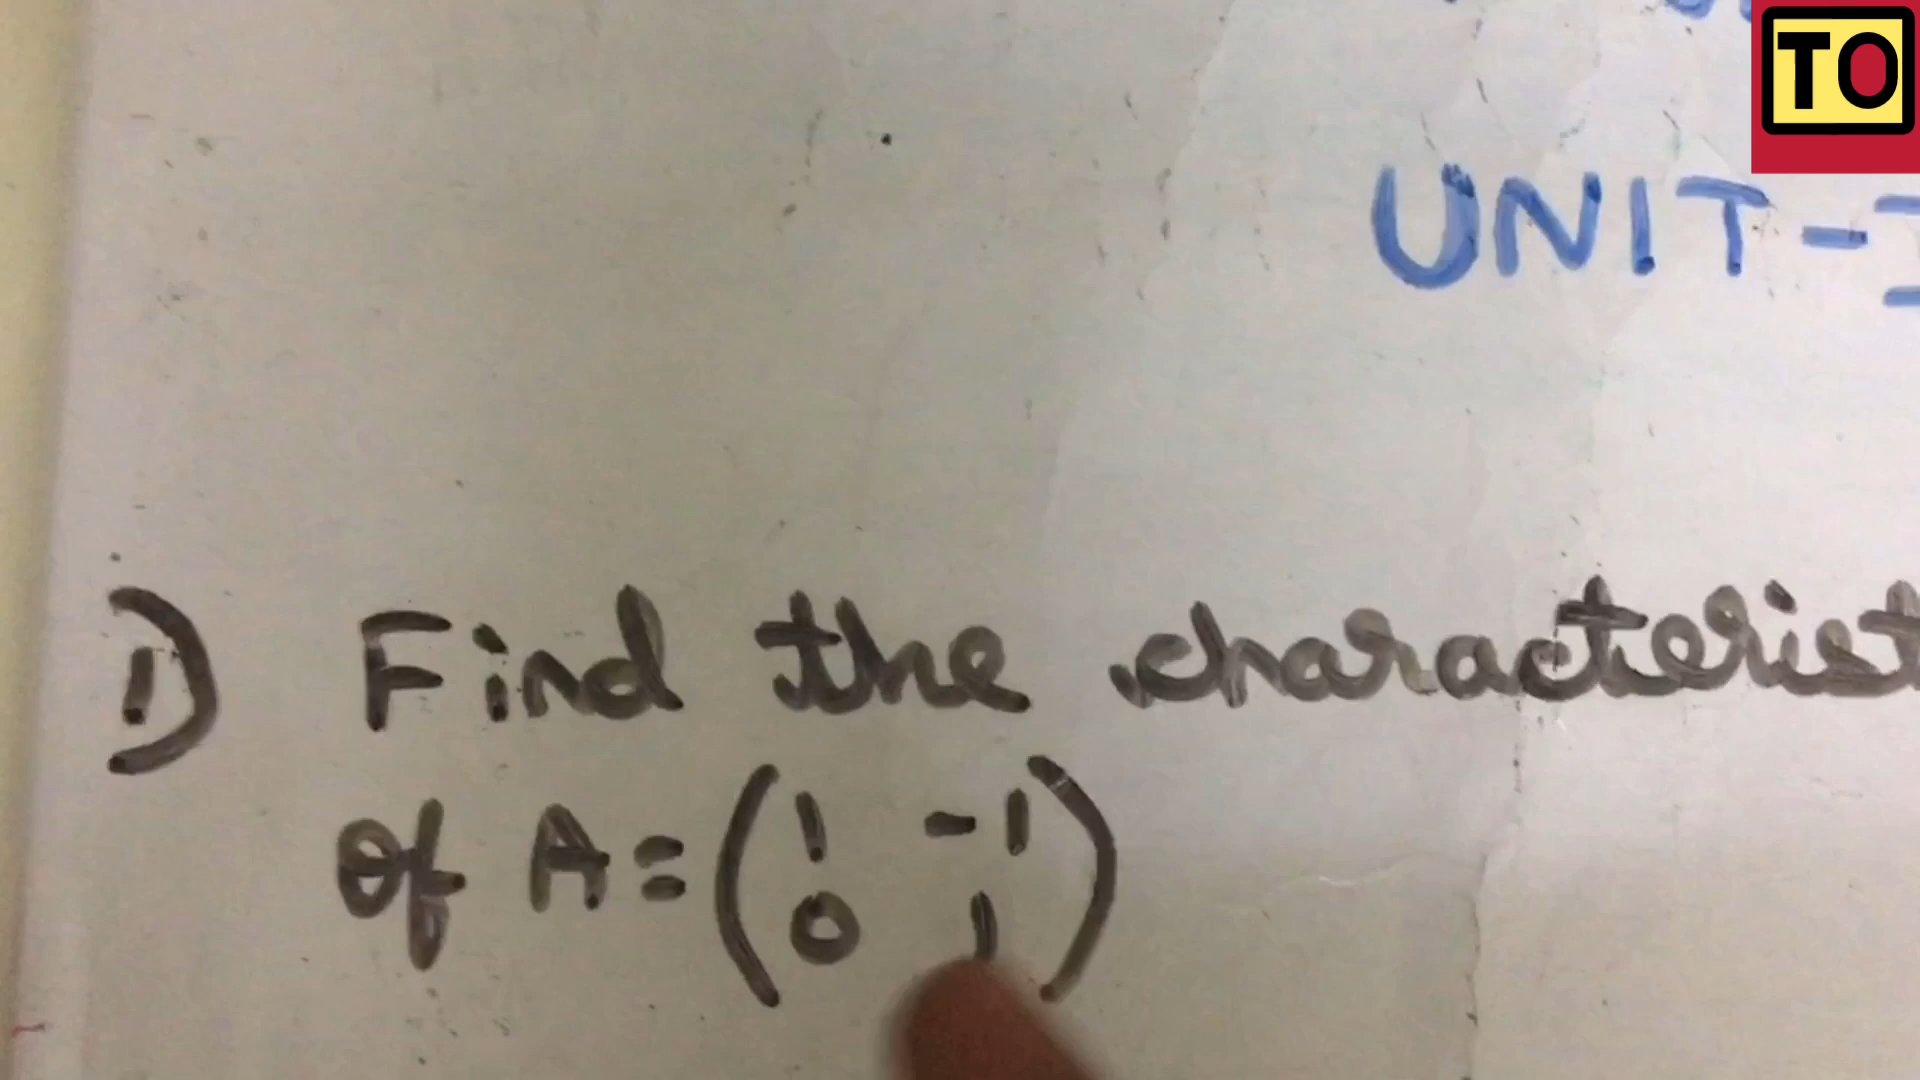 TO
UNIT-I
1) Find the characterist
of A = ( 1 -1
0 1 )